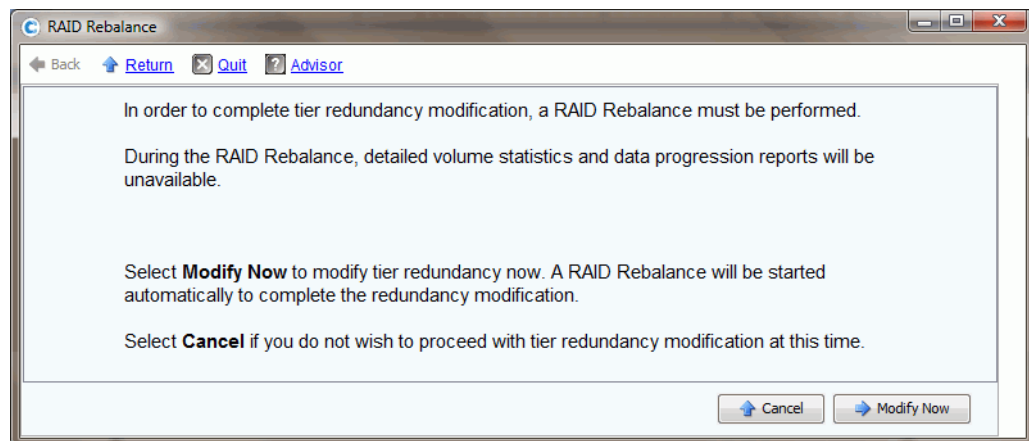 RAID Rebalance
Back Return Quit Advisor
In order to complete tier redundancy modification, a RAID Rebalance must be performed.
During the RAID Rebalance, detailed volume statistics and data progression reports will be
unavailable.
Select Modify Now to modify tier redundancy now. A RAID Rebalance will be started
automatically to complete the redundancy modification.
Select Cancel if you do not wish to proceed with tier redundancy modification at this time.
Cancel Modify Now